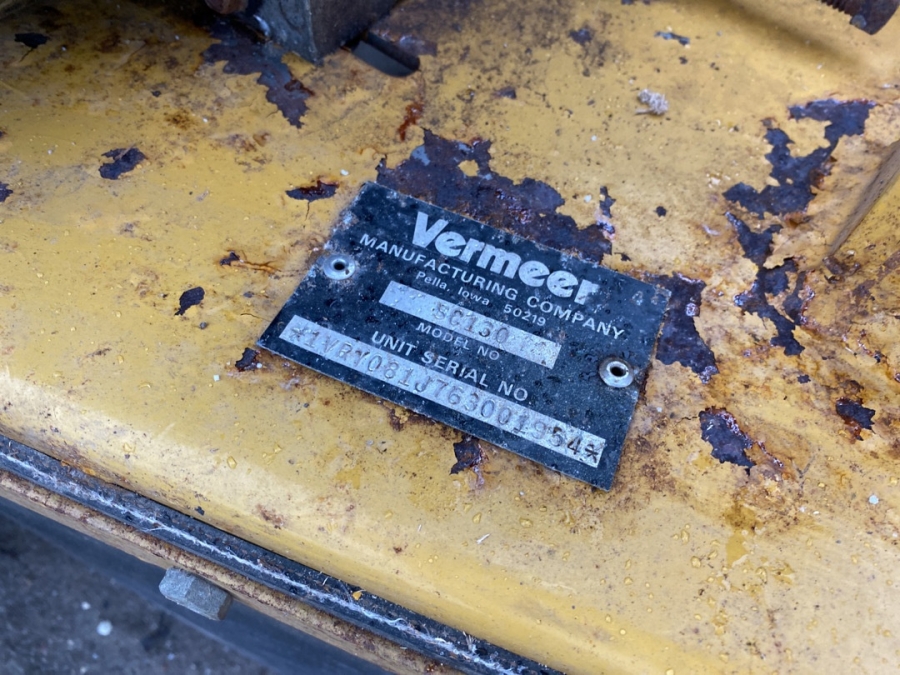 Vermeer
MANUFACTURING COMPANY
Pella, Iowa 50219
SC130
MODEL NO.
UNIT SERIAL NO
*1VRY081J763001954*